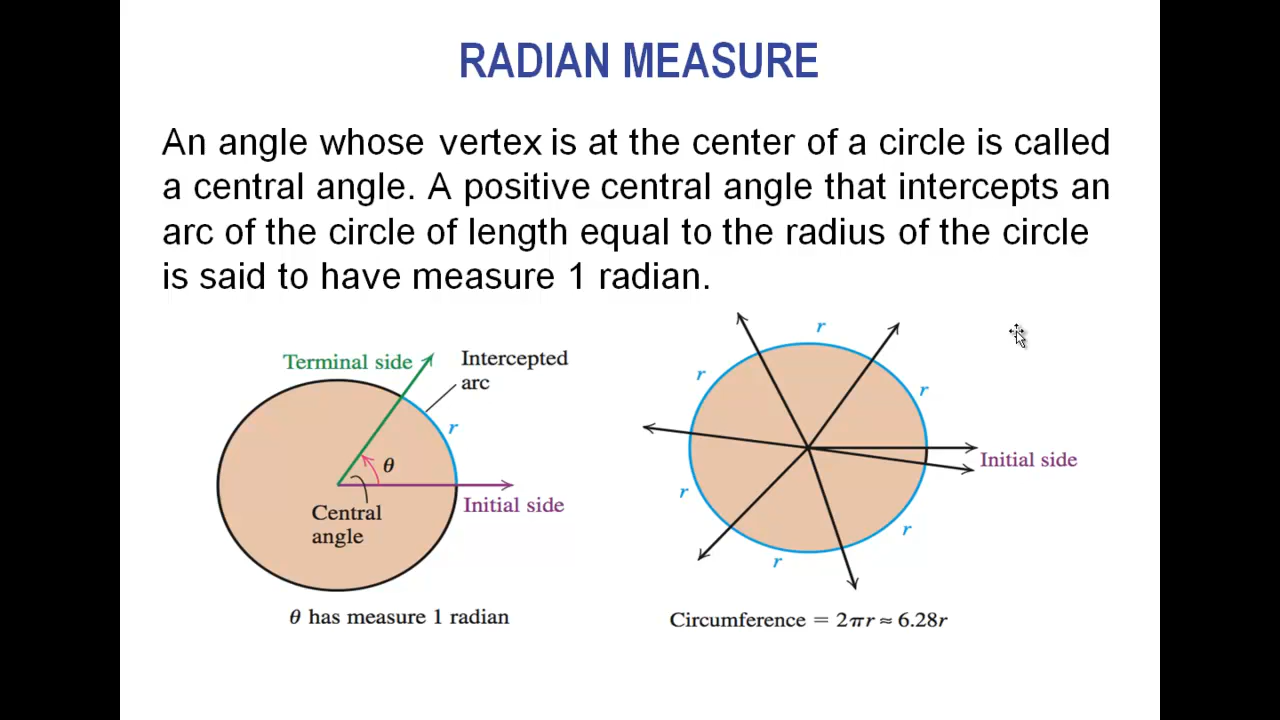 RADIAN MEASURE
An angle whose vertex is at the center of a circle is called
a central angle. A positive central angle that intercepts an
arc of the circle of length equal to the radius of the circle
is said to have measure 1 radian.
Terminal side
Intercepted
arc
r
θ
Initial side
Central
angle
θ has measure 1 radian
r
r
r
Initial side
r
r
r
Circumference = 2πr ≈ 6.28r